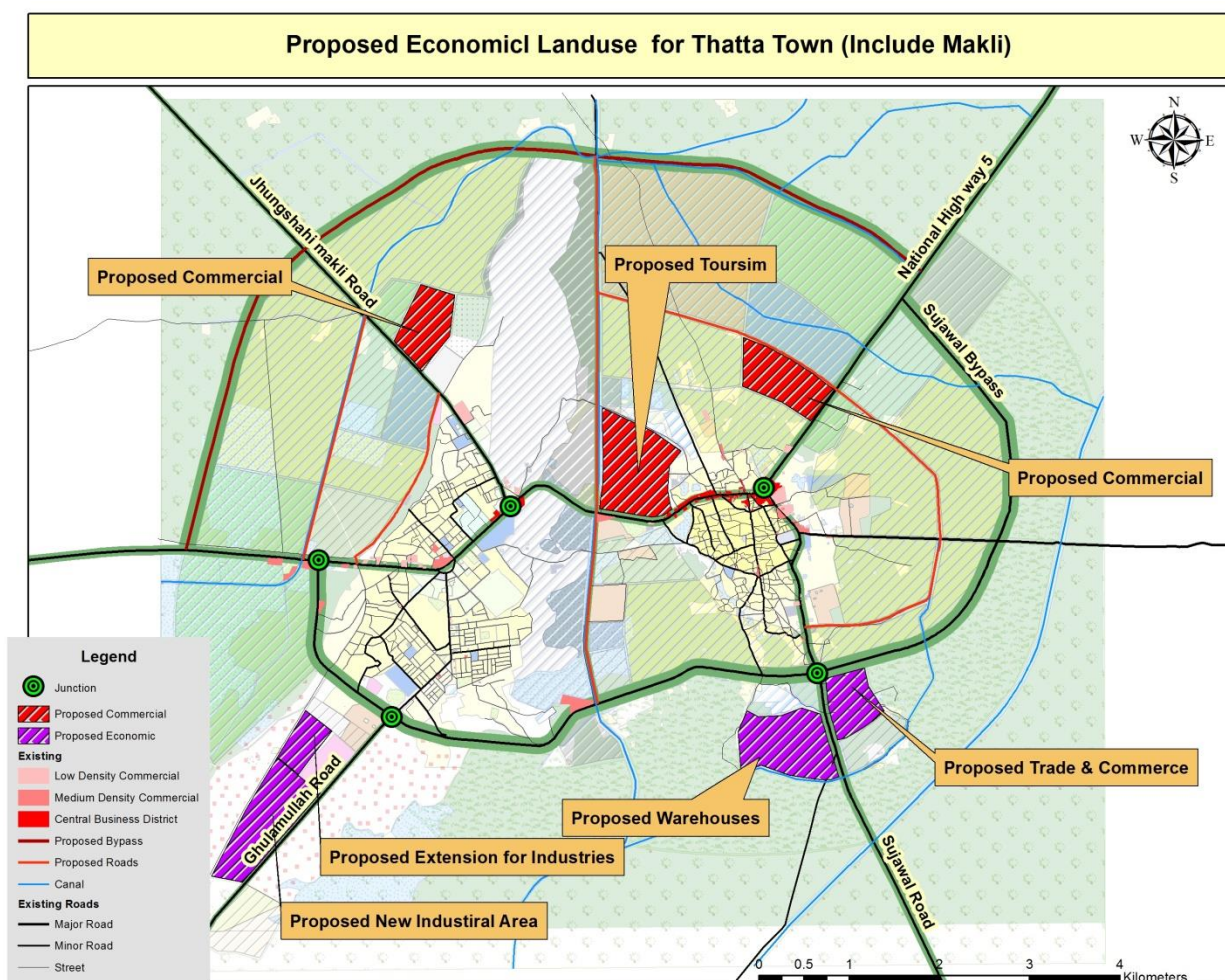 Proposed Economicl Landuse for Thatta Town (Include Makli)
N
W E
S
Jhungshahi makli Road
National High way 5
Proposed Commercial
Proposed Toursim
Sujawal Bypass
Proposed Commercial
Legend
Junction
Proposed Commercial
Proposed Economic
Existing
Low Density Commercial
Medium Density Commercial
Central Business District
Proposed Bypass
Proposed Roads
Canal
Existing Roads
Major Road
Minor Road
Street
Ghulamullah Road
Proposed Trade & Commerce
Proposed Warehouses
Proposed Extension for Industries
Proposed New Industiral Area
Sujawal Road
0 0.5 1 2 3 4
Kilometers